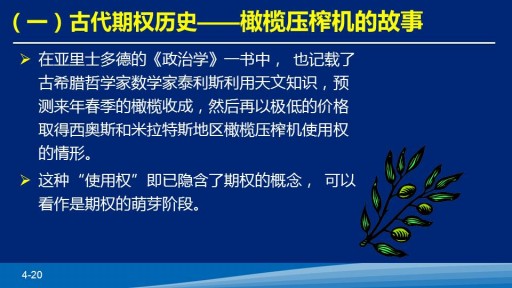 （一）古代期权历史——橄榄压榨机的故事
在亚里士多德的《政治学》一书中， 也记载了
古希腊哲学家数学家泰利斯利用天文知识，预
测来年春季的橄榄收成，然后再以极低的价格
取得西奥斯和米拉特斯地区橄榄压榨机使用权
的情形。
这种“使用权”即已隐含了期权的概念， 可以
看作是期权的萌芽阶段。
4-20